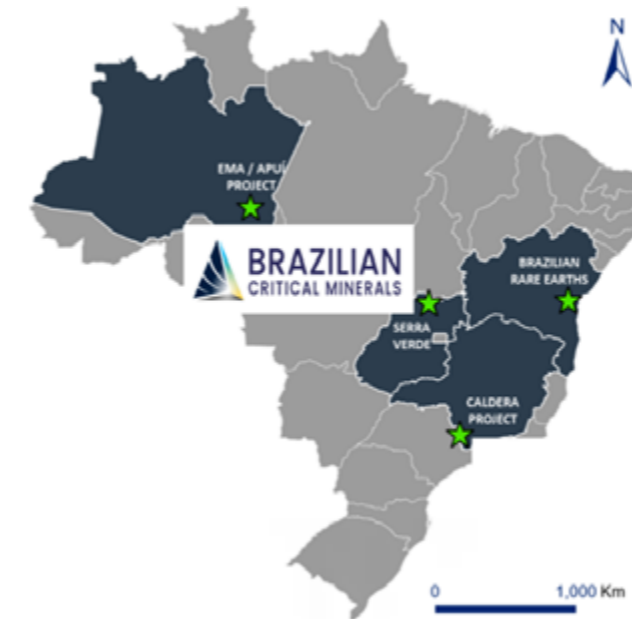 N
EMA / APUÍ
PROJECT
BRAZILIAN
CRITICAL MINERALS
BRAZILIAN
RARE EARTHS
SERRA
VERDE
CALDERA
PROJECT
0 1,000 Km